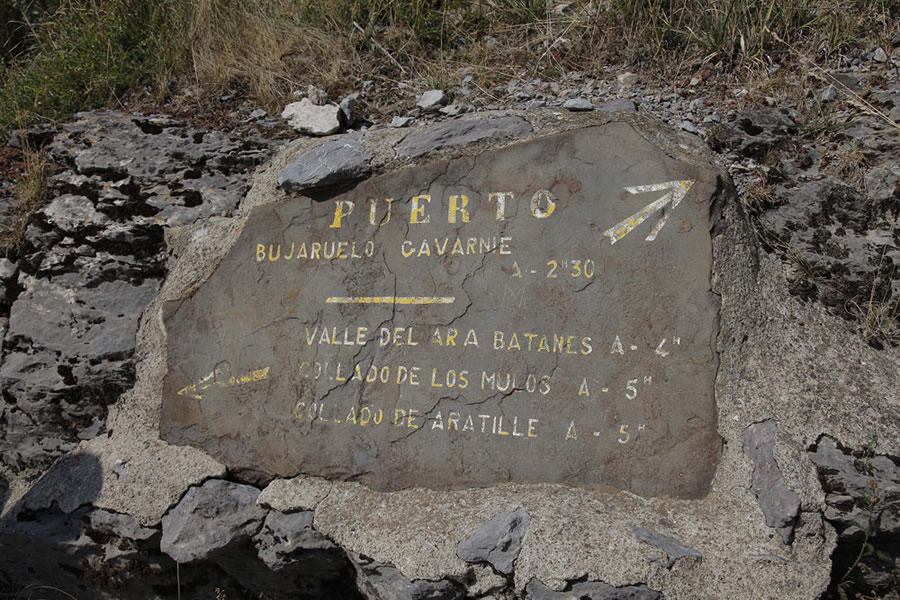 PUERTO
BUJARUELO GAVARNIE
A - 2H30
VALLE DEL ARA BATANES A - 4H
COLLADO DE LOS MULOS A - 5H
COLLADO DE ARATILLE A - 5H